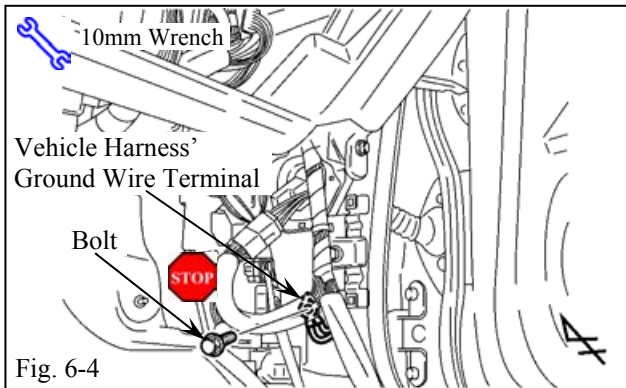 10mm Wrench
Vehicle Harness’
Ground Wire Terminal
Bolt
STOP
Fig. 6-4